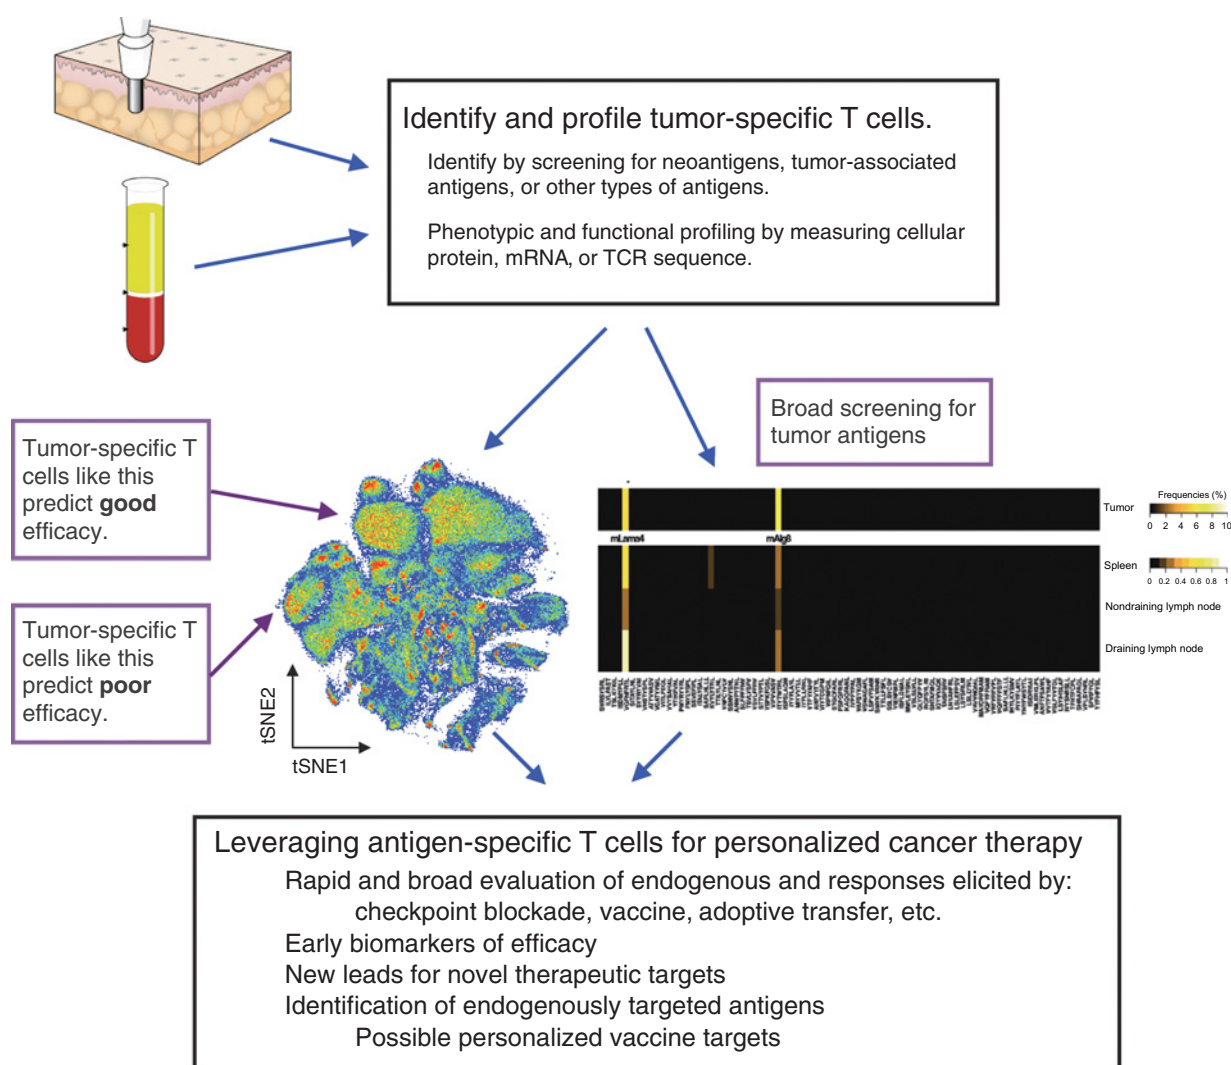 Identify and profile tumor-specific T cells.
Identify by screening for neoantigens, tumor-associated
antigens, or other types of antigens.
Phenotypic and functional profiling by measuring cellular
protein, mRNA, or TCR sequence.
Broad screening for
tumor antigens
Tumor-specific T
cells like this
predict good
efficacy.
Tumor-specific T
cells like this
predict poor
efficacy.
tSNE2
tSNE1
Tumor
Frequencies (%)
0 2 4 6 8 10
mLama4
mAlg8
Spleen
0 0.2 0.4 0.6 0.8 1
Nondraining lymph node
Draining lymph node
Leveraging antigen-specific T cells for personalized cancer therapy
Rapid and broad evaluation of endogenous and responses elicited by:
checkpoint blockade, vaccine, adoptive transfer, etc.
Early biomarkers of efficacy
New leads for novel therapeutic targets
Identification of endogenously targeted antigens
Possible personalized vaccine targets